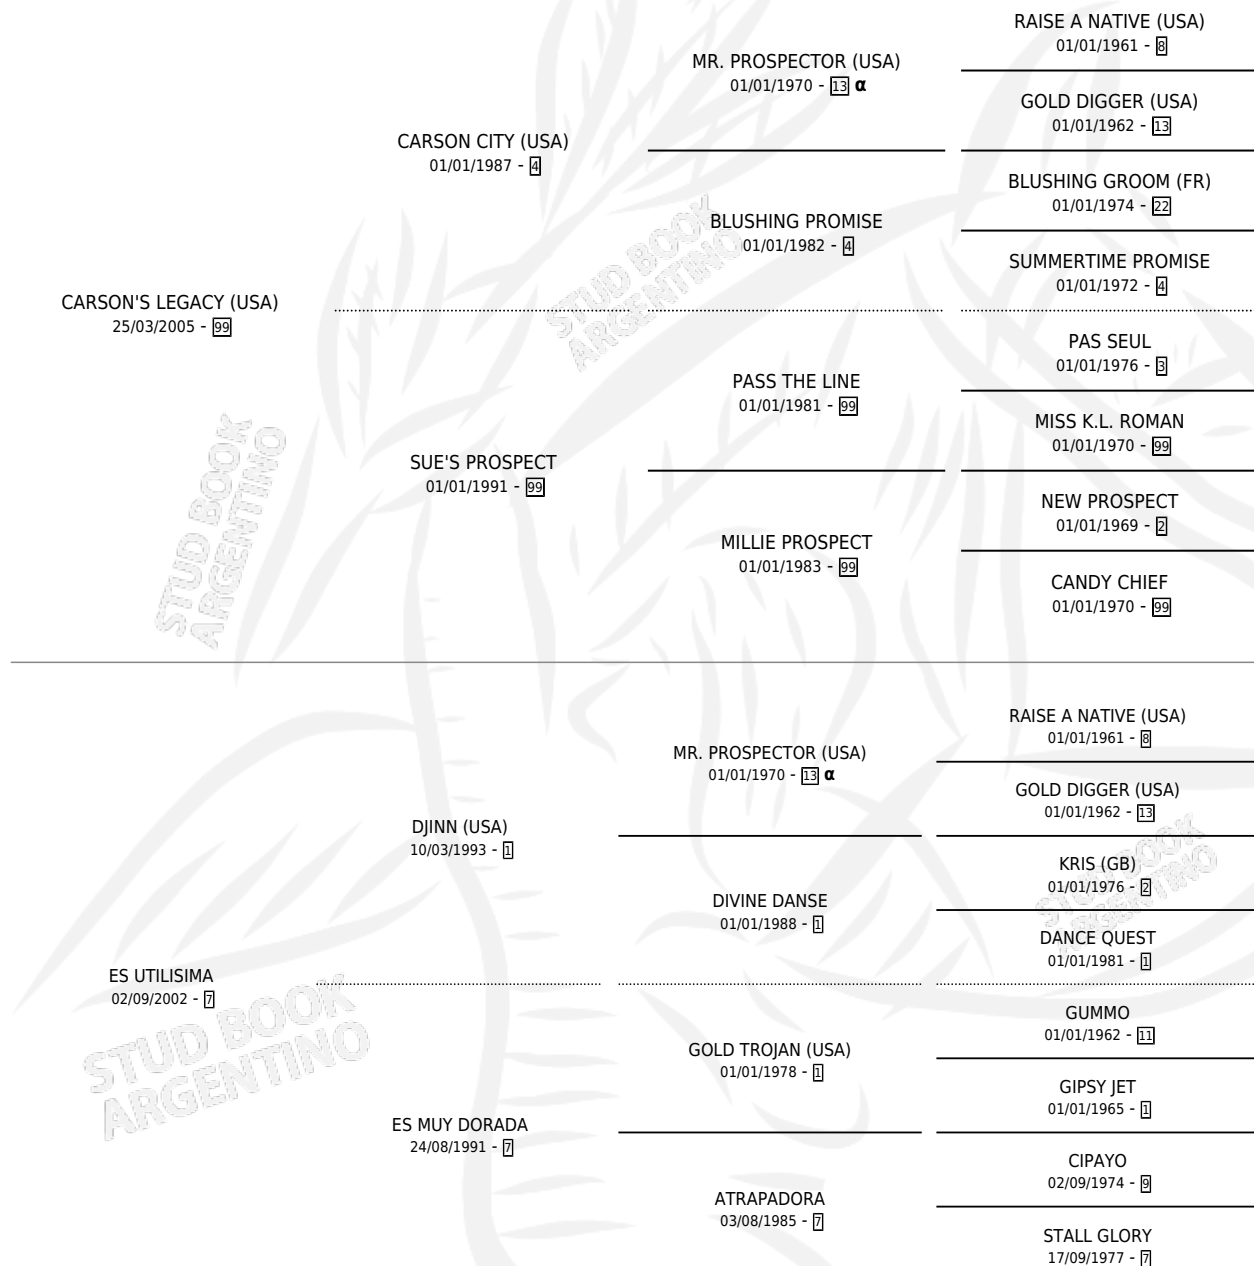 RAISE A NATIVE (USA)
01/01/1961 - 8
MR. PROSPECTOR (USA)
01/01/1970 - 13 α
GOLD DIGGER (USA)
01/01/1962 - 13
CARSON CITY (USA)
01/01/1987 - 4
BLUSHING GROOM (FR)
01/01/1974 - 22
BLUSHING PROMISE
01/01/1982 - 4
SUMMERTIME PROMISE
01/01/1972 - 4
CARSON'S LEGACY (USA)
25/03/2005 - 99
STUD BOOK
ARGENTINO
PAS SEUL
01/01/1976 - 3
PASS THE LINE
01/01/1981 - 99
MISS K.L. ROMAN
01/01/1970 - 99
SUE'S PROSPECT
01/01/1991 - 99
NEW PROSPECT
01/01/1969 - 2
MILLIE PROSPECT
01/01/1983 - 99
CANDY CHIEF
01/01/1970 - 99
STUD BOOK
ARGENTINO
RAISE A NATIVE (USA)
01/01/1961 - 8
MR. PROSPECTOR (USA)
01/01/1970 - 13 α
GOLD DIGGER (USA)
01/01/1962 - 13
DJINN (USA)
10/03/1993 - 1
KRIS (GB)
01/01/1976 - 2
STUD BOOK
ARGENTINO
DIVINE DANSE
01/01/1988 - 1
DANCE QUEST
01/01/1981 - 1
ES UTILISIMA
02/09/2002 - 7
STUD BOOK
ARGENTINO
GUMMO
01/01/1962 - 11
GOLD TROJAN (USA)
01/01/1978 - 1
GIPSY JET
01/01/1965 - 1
ES MUY DORADA
24/08/1991 - 7
CIPAYO
02/09/1974 - 9
ATRAPADORA
03/08/1985 - 7
STALL GLORY
17/09/1977 - 7